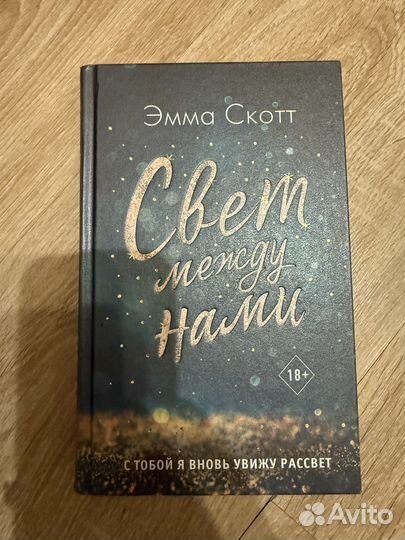 Эмма Скотт
Свет
между
нами
18+
С ТОБОЙ Я ВНОВЬ УВИЖУ РАССВЕТ
Avito